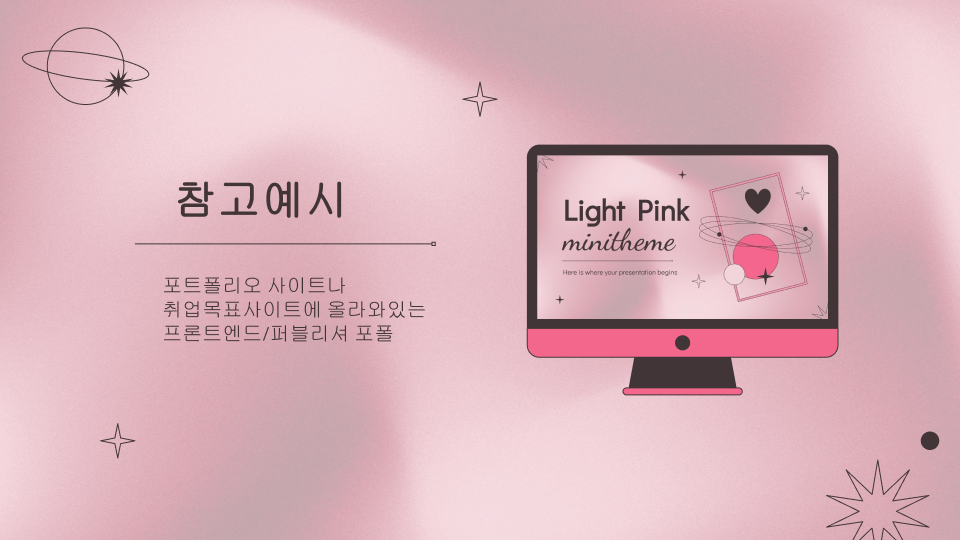 참고예시
포트폴리오 사이트나
취업목표사이트에 올라와있는
프론트엔드/퍼블리셔 포폴
Light Pink
minitheme
Here is where your presentation begins